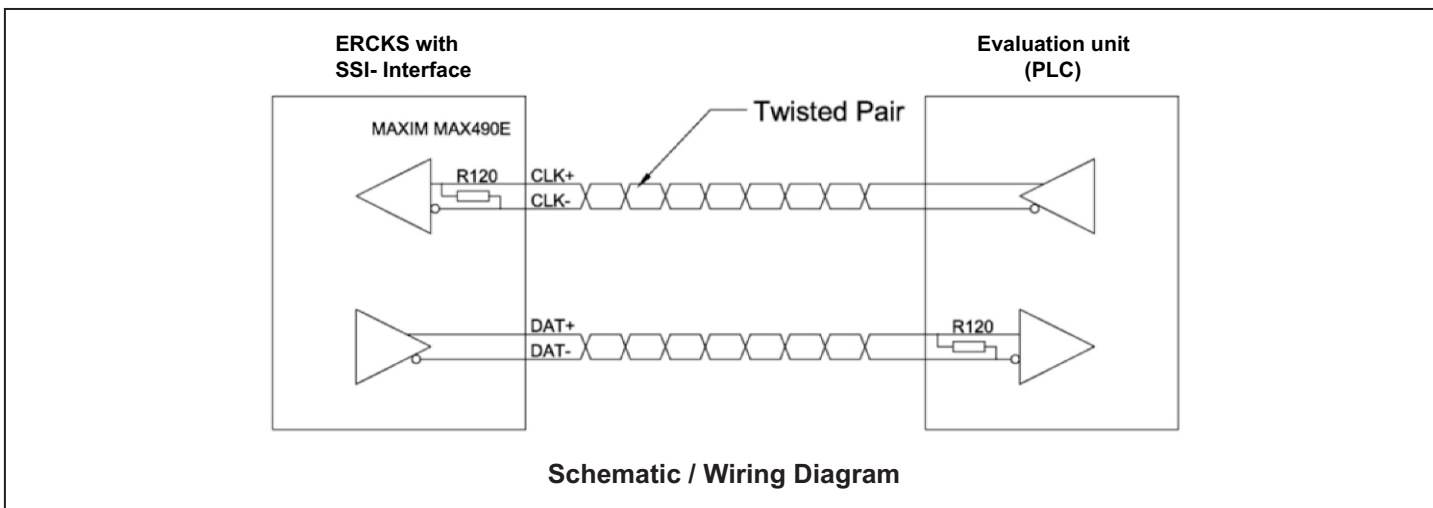 ERCKS with
SSI- Interface
Evaluation unit
(PLC)
MAXIM MAX490E
Twisted Pair
R120
CLK+
CLK-
DAT+
DAT-
R120
Schematic / Wiring Diagram